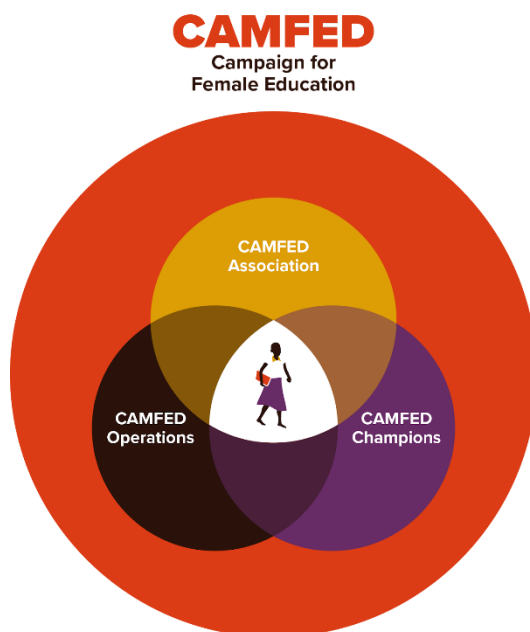 CAMFED
Campaign for
Female Education
CAMFED
Association
CAMFED
Operations
CAMFED
Champions